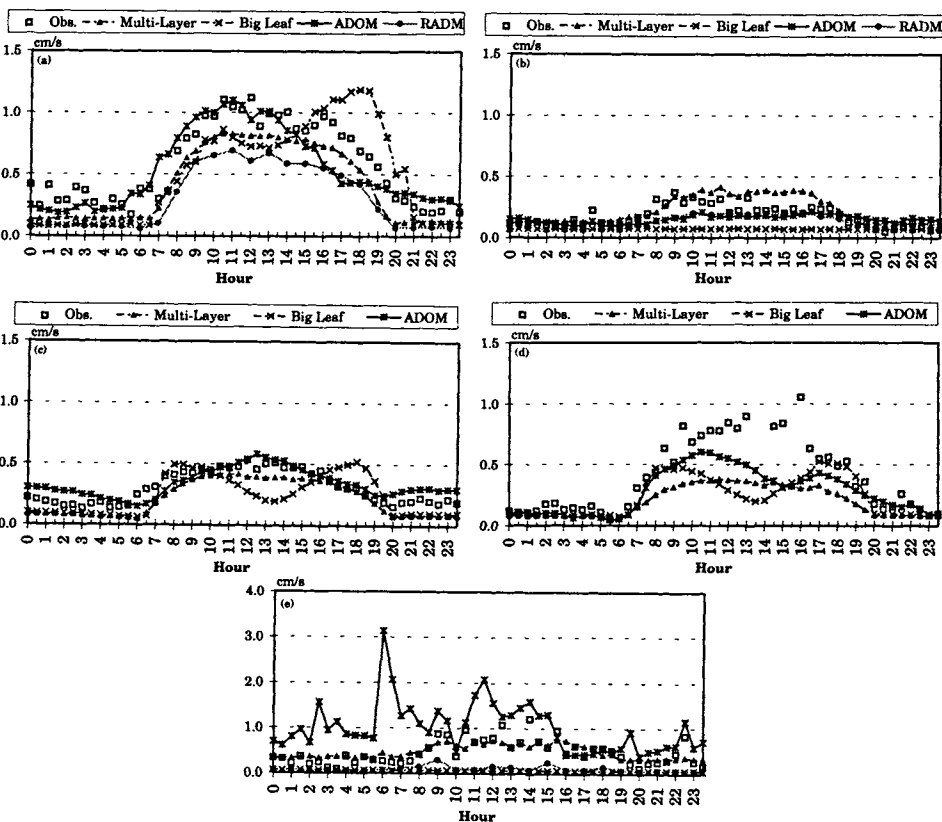 Obs. Multi-Layer Big Leaf ADOM RADM
cm/s
(a)
1.5
1.0
0.5
0.0
0 1 2 3 4 5 6 7 8 9 10 11 12 13 14 15 16 17 18 19 20 21 22 23
Hour
Obs. Multi-Layer Big Leaf ADOM RADM
cm/s
(b)
1.5
1.0
0.5
0.0
0 1 2 3 4 5 6 7 8 9 10 11 12 13 14 15 16 17 18 19 20 21 22 23
Hour
Obs. Multi-Layer Big Leaf ADOM
cm/s
(c)
1.5
1.0
0.5
0.0
0 1 2 3 4 5 6 7 8 9 10 11 12 13 14 15 16 17 18 19 20 21 22 23
Hour
Obs. Multi-Layer Big Leaf ADOM
cm/s
(d)
1.5
1.0
0.5
0.0
0 1 2 3 4 5 6 7 8 9 10 11 12 13 14 15 16 17 18 19 20 21 22 23
Hour
cm/s
(e)
4.0
3.0
2.0
1.0
0.0
0 1 2 3 4 5 6 7 8 9 10 11 12 13 14 15 16 17 18 19 20 21 22 23
Hour